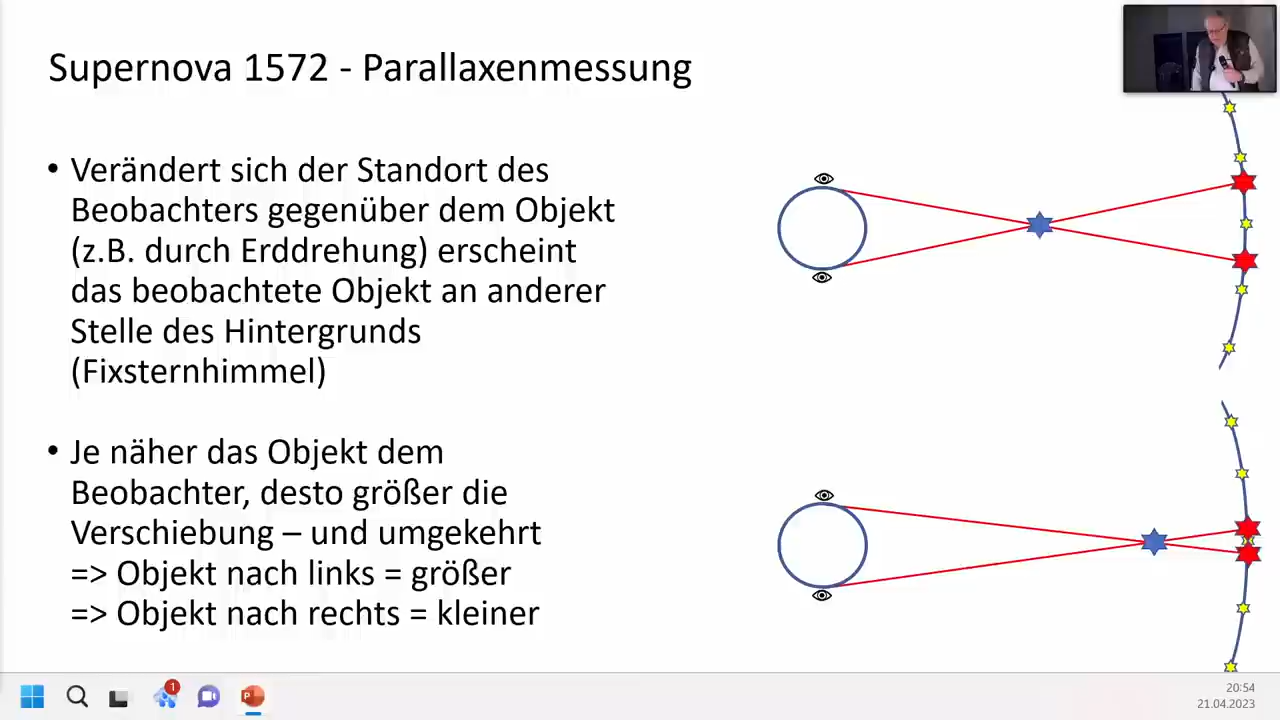 Supernova 1572 - Parallaxenmessung
• Verändert sich der Standort des
Beobachters gegenüber dem Objekt
(z.B. durch Erddrehung) erscheint
das beobachtete Objekt an anderer
Stelle des Hintergrunds
(Fixsternhimmel)
• Je näher das Objekt dem
Beobachter, desto größer die
Verschiebung – und umgekehrt
=> Objekt nach links = größer
=> Objekt nach rechts = kleiner
1
P
20:54
21.04.2023